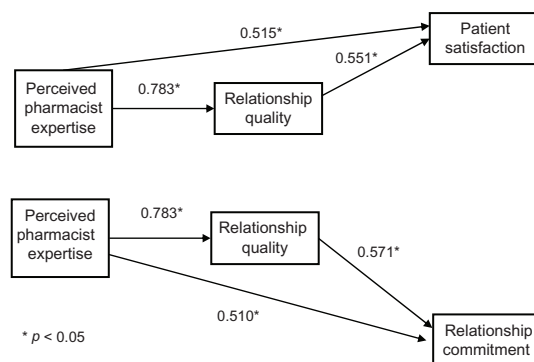 Patient
satisfaction
0.515*
0.551*
Perceived
pharmacist
expertise
0.783*
Relationship
quality
Perceived
pharmacist
expertise
0.783*
Relationship
quality
0.571*
0.510*
* p < 0.05
Relationship
commitment